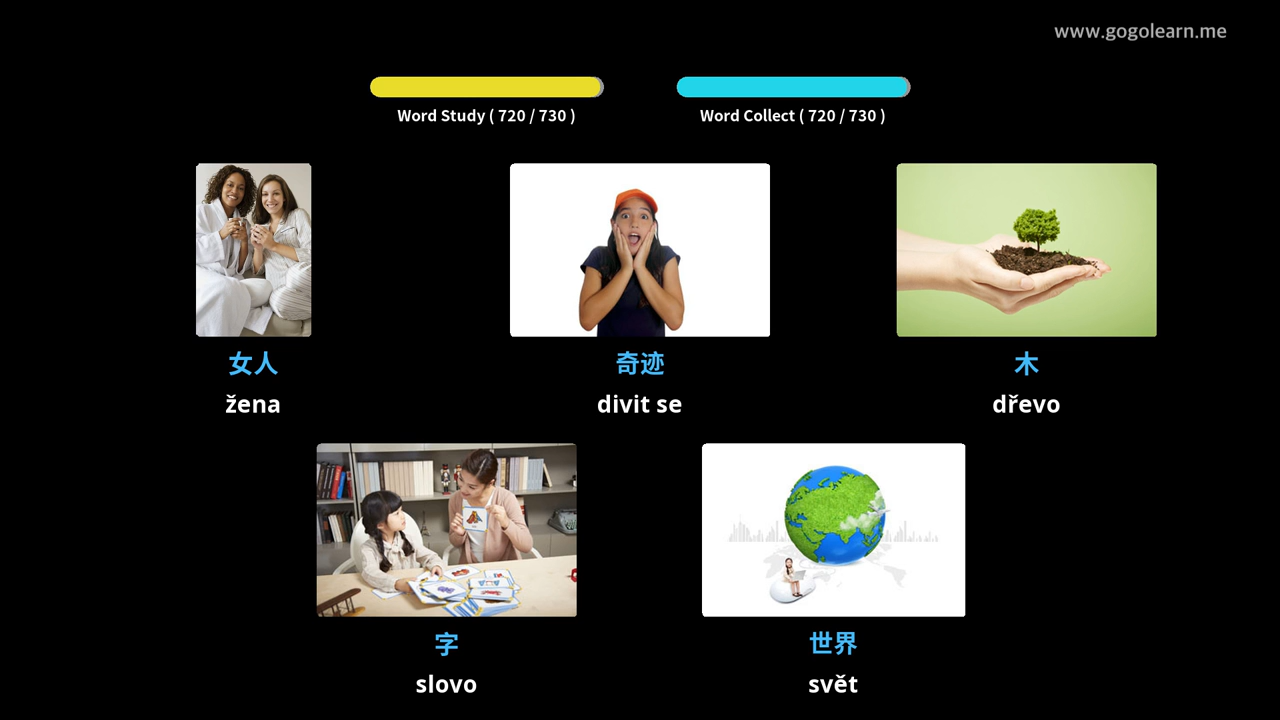 www.gogolearn.me
Word Study ( 720 / 730 )
Word Collect ( 720 / 730 )
女人
žena
奇迹
divit se
木
dřevo
字
slovo
世界
svět